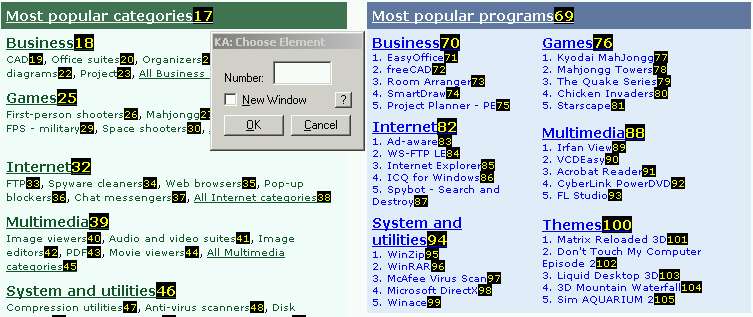 Most popular categories17
Business18
CAD19, Office suites20, Organizers2
diagrams22, Project23, All Business
Games25
First-person shooters26, Mahjongg2
FPS - military29, Space shooters30,
Internet32
FTP33, Spyware cleaners34, Web browsers35, Pop-up
blockers36, Chat messengers37, All Internet categories38
Multimedia39
Image viewers40, Audio and video suites41, Image
editors42, PDF43, Movie viewers44, All Multimedia
categories45
System and utilities46
Compression utilities47, Anti-virus scanners48, Disk
KA: Choose Element
Number:
New Window
?
OK
Cancel
Most popular programs69
Business70
1. EasyOffice71
2. freeCAD72
3. Room Arranger73
4. SmartDraw74
5. Project Planner - PE75
Internet82
1. Ad-aware83
2. WS-FTP LE84
3. Internet Explorer85
4. ICQ for Windows86
5. Spybot - Search and
Destroy87
System and
utilities94
1. WinZip95
2. WinRAR96
3. McAfee Virus Scan97
4. Microsoft DirectX98
5. Winace99
Games76
1. Kyodai MahJongg77
2. Mahjongg Towers78
3. The Quake Series79
4. Chicken Invaders80
5. Starscape81
Multimedia88
1. Irfan View89
2. VCDEasy90
3. Acrobat Reader91
4. CyberLink PowerDVD92
5. FL Studio93
Themes100
1. Matrix Reloaded 3D101
2. Don't Touch My Computer
Episode 2102
3. Liquid Desktop 3D103
4. 3D Mountain Waterfall104
5. Sim AQUARIUM 2105